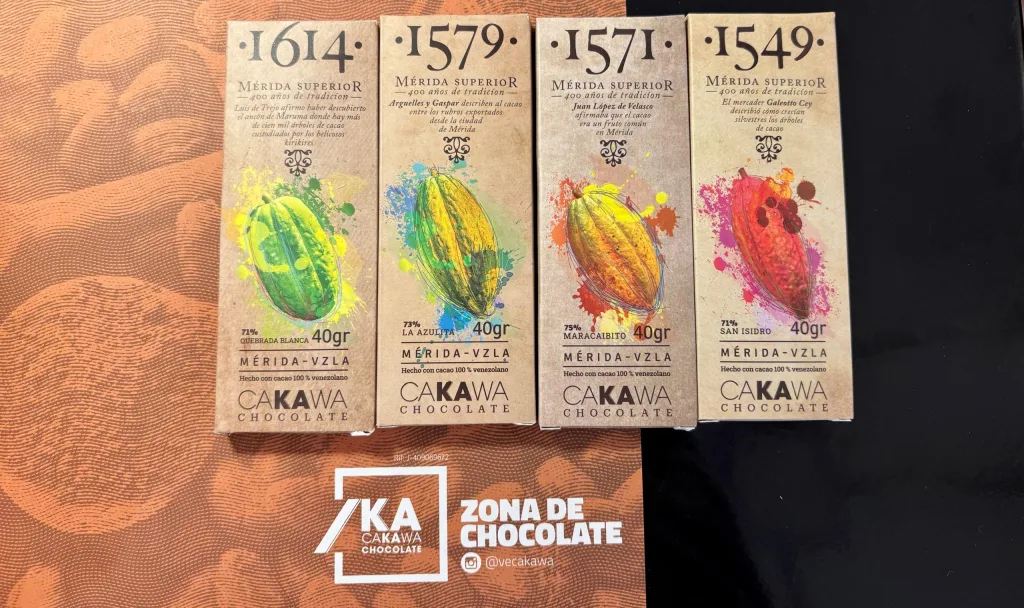 ·1614·
MÉRIDA SUPERIOR
400 años de tradicion
Luis de Trejo afirmo haber descubierto
el ancón de Maruma donde hay más
de cien mil árboles de cacao
custodiados por los belicosos
kirikires
71%
QUEBRADA BLANCA 40gr
MÉRIDA-VZLA
Hecho con cacao 100 % venezolano
CAKAWA
CHOCOLATE
·1579·
MÉRIDA SUPERIOR
400 años de tradicion
Arguelles y Gaspar describen al cacao
entre los rubros exportados
desde la ciudad
de Mérida
73%
LA AZULITA 40gr
MÉRIDA-VZLA
Hecho con cacao 100 % venezolano
CAKAWA
CHOCOLATE
·1571·
MÉRIDA SUPERIOR
400 años de tradicion
Juan López de Velasco
afirmaba que el cacao
era un fruto común
en Mérida
75%
MARACAIBITO 40gr
MÉRIDA-VZLA
Hecho con cacao 100 % venezolano
CAKAWA
CHOCOLATE
·1549·
MÉRIDA SUPERIOR
400 años de tradicion
El mercader Galeotto Cey
describió cómo crecían
silvestres los árboles
de cacao
71%
SAN ISIDRO 40gr
MÉRIDA-VZLA
Hecho con cacao 100 % venezolano
CAKAWA
CHOCOLATE
KA
CAKAWA
CHOCOLATE
ZONA DE
CHOCOLATE
@vecakawa